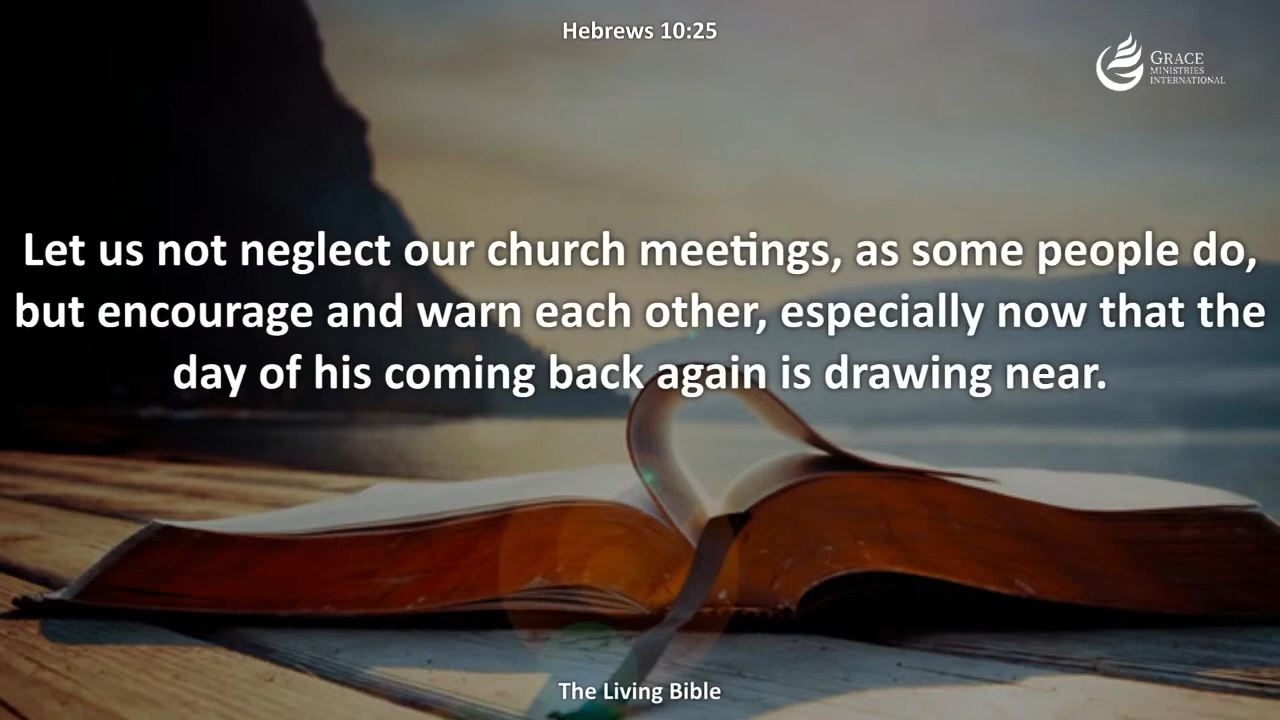 Hebrews 10:25
GRACE
MINISTRIES
INTERNATIONAL
Let us not neglect our church meetings, as some people do,
but encourage and warn each other, especially now that the
day of his coming back again is drawing near.
The Living Bible